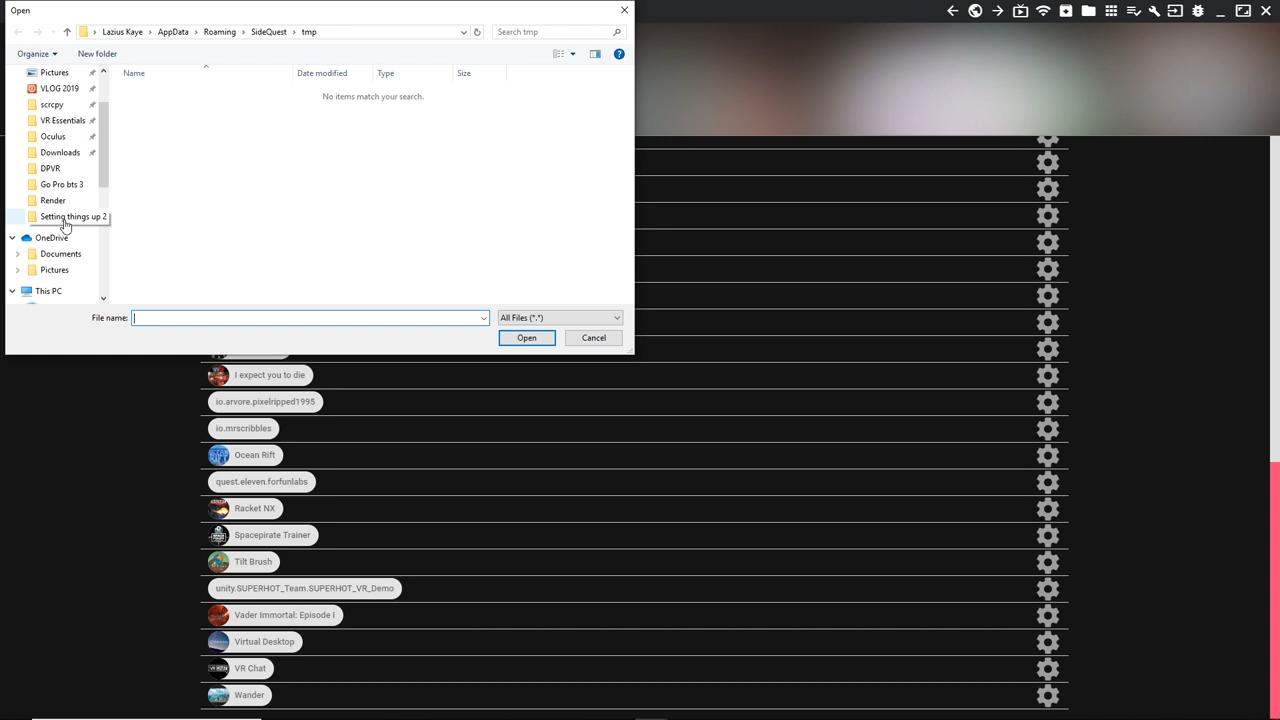 Open
Lazius Kaye > AppData > Roaming > SideQuest > tmp
Search tmp
Organize
New folder
Name
Date modified
Type
Size
No items match your search.
Pictures
VLOG 2019
scrcpy
VR Essentials
Oculus
Downloads
DPVR
Go Pro bts 3
Render
Setting things up 2
OneDrive
Documents
Pictures
This PC
File name:
All Files (*.*)
Open
Cancel
I expect you to die
io.arvore.pixelripped1995
io.mrscribbles
Ocean Rift
quest.eleven.forfunlabs
Racket NX
Spacepirate Trainer
Tilt Brush
unity.SUPERHOT_Team.SUPERHOT_VR_Demo
Vader Immortal: Episode I
Virtual Desktop
VR Chat
Wander